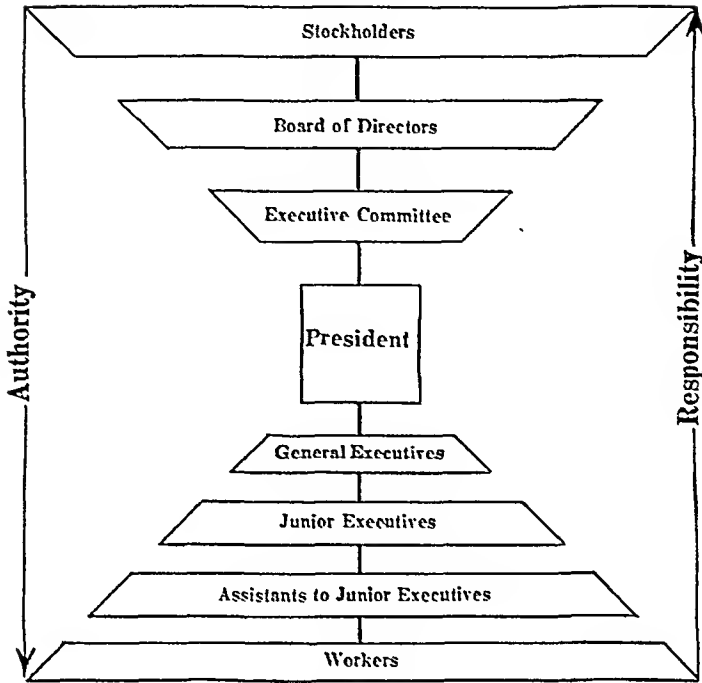 Stockholders
Board of Directors
Executive Committee
Authority
President
Responsibility
General Executives
Junior Executives
Assistants to Junior Executives
Workers